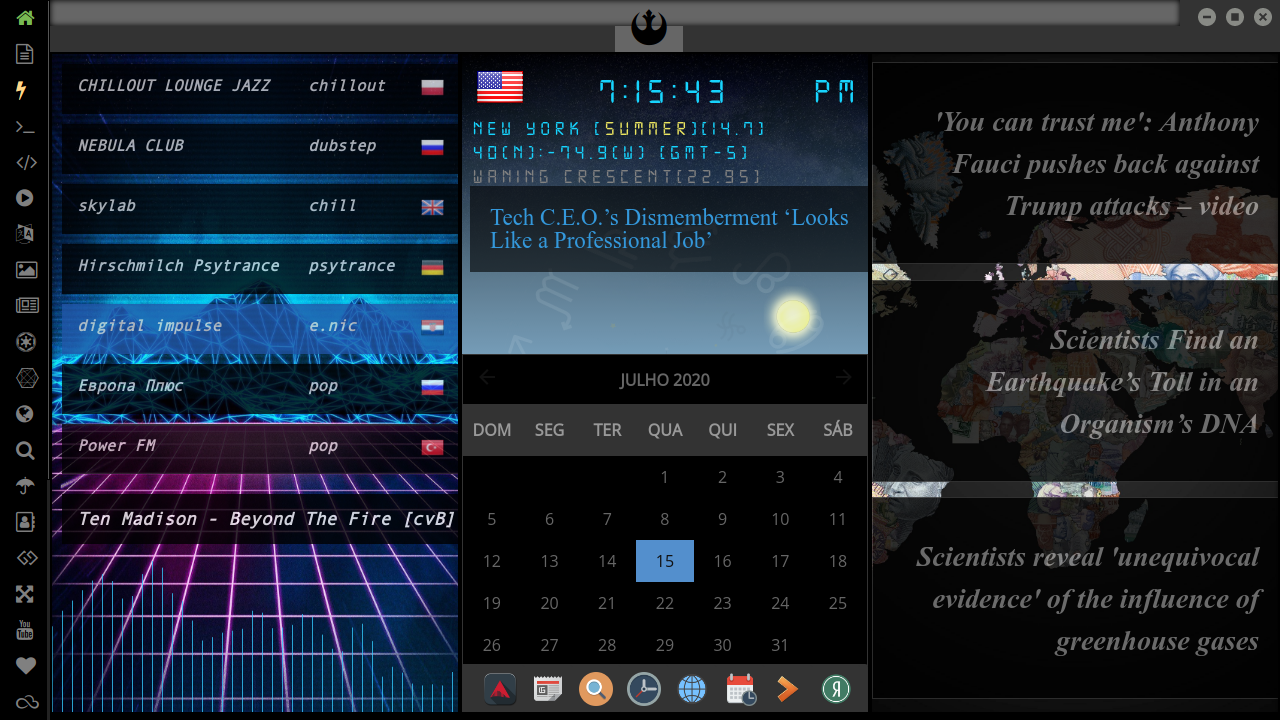 CHILLOUT LOUNGE JAZZ chillout
NEBULA CLUB dubstep
skylab chill
Hirschmilch Psytrance psytrance
digital impulse e.nic
Европа Плюс pop
Power FM pop
Ten Madison - Beyond The Fire [cvB]
7:15:43 PM
NEW YORK [SUMMER][14.7]
40(N):-74.9(W) [GMT-5]
WANING CRESCENT[22.95]
Tech C.E.O.’s Dismemberment ‘Looks
Like a Professional Job’
JULHO 2020
DOM SEG TER QUA QUI SEX SÁB
1 2 3 4
5 6 7 8 9 10 11
12 13 14 15 16 17 18
19 20 21 22 23 24 25
26 27 28 29 30 31
'You can trust me': Anthony
Fauci pushes back against
Trump attacks – video
Scientists Find an
Earthquake’s Toll in an
Organism’s DNA
Scientists reveal 'unequivocal
evidence' of the influence of
greenhouse gases
You
Tube